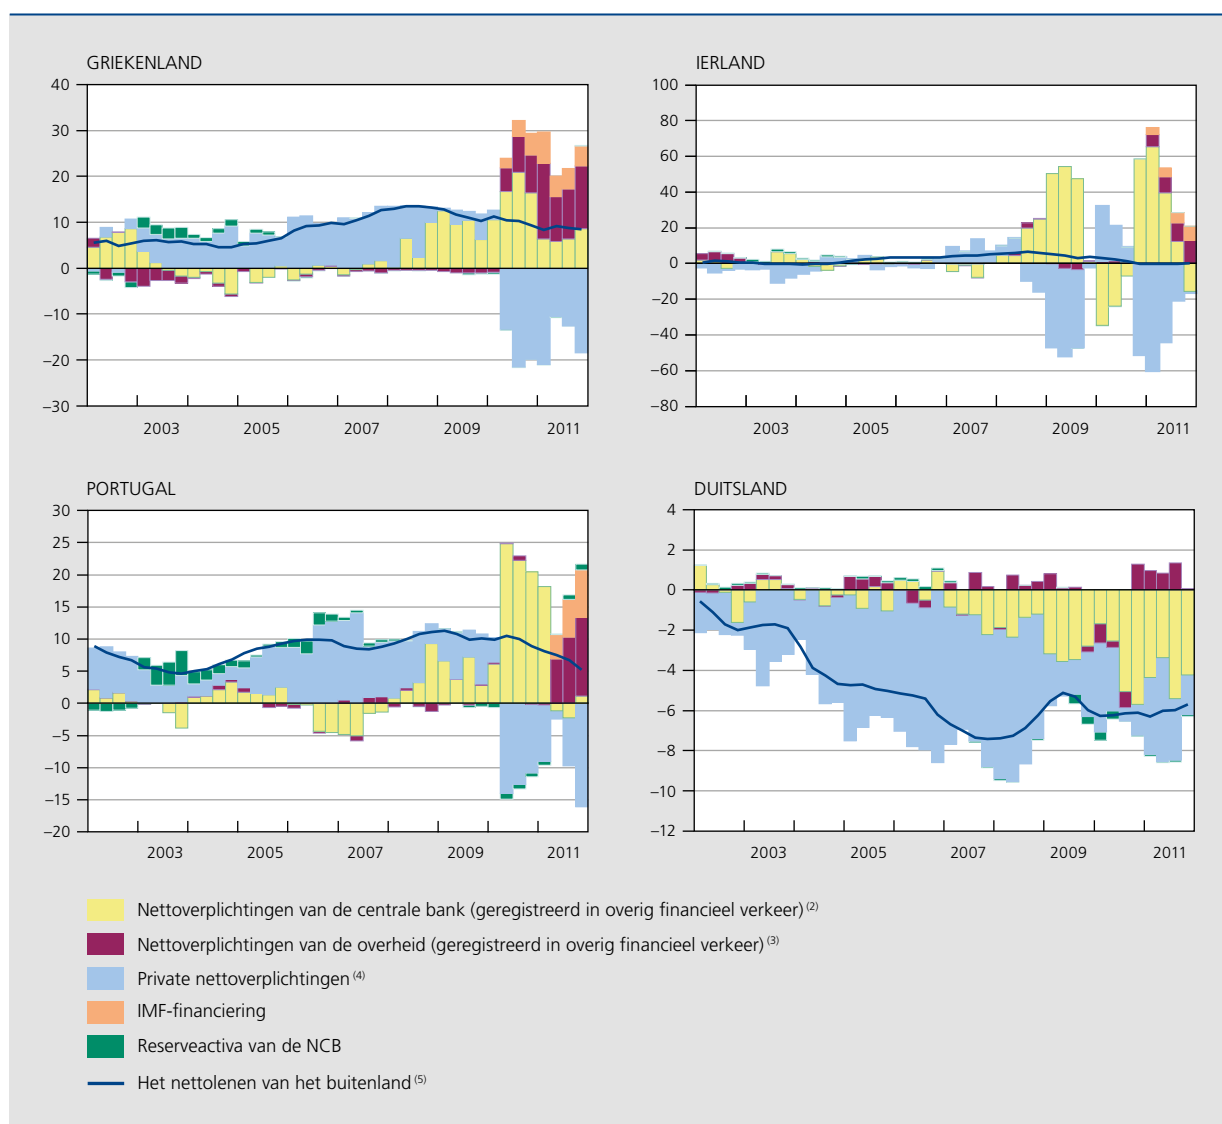 GRIEKENLAND
40
30
20
10
0
–10
–20
–30
2003 2005 2007 2009 2011
IERLAND
100
80
60
40
20
0
–20
–40
–60
–80
2003 2005 2007 2009 2011
PORTUGAL
30
25
20
15
10
5
0
–5
–10
–15
–20
2003 2005 2007 2009 2011
DUITSLAND
4
2
0
–2
–4
–6
–8
–10
–12
2003 2005 2007 2009 2011
Nettoverplichtingen van de centrale bank (geregistreerd in overig financieel verkeer) (2)
Nettoverplichtingen van de overheid (geregistreerd in overig financieel verkeer) (3)
Private nettoverplichtingen (4)
IMF-financiering
Reserveactiva van de NCB
Het nettolenen van het buitenland (5)